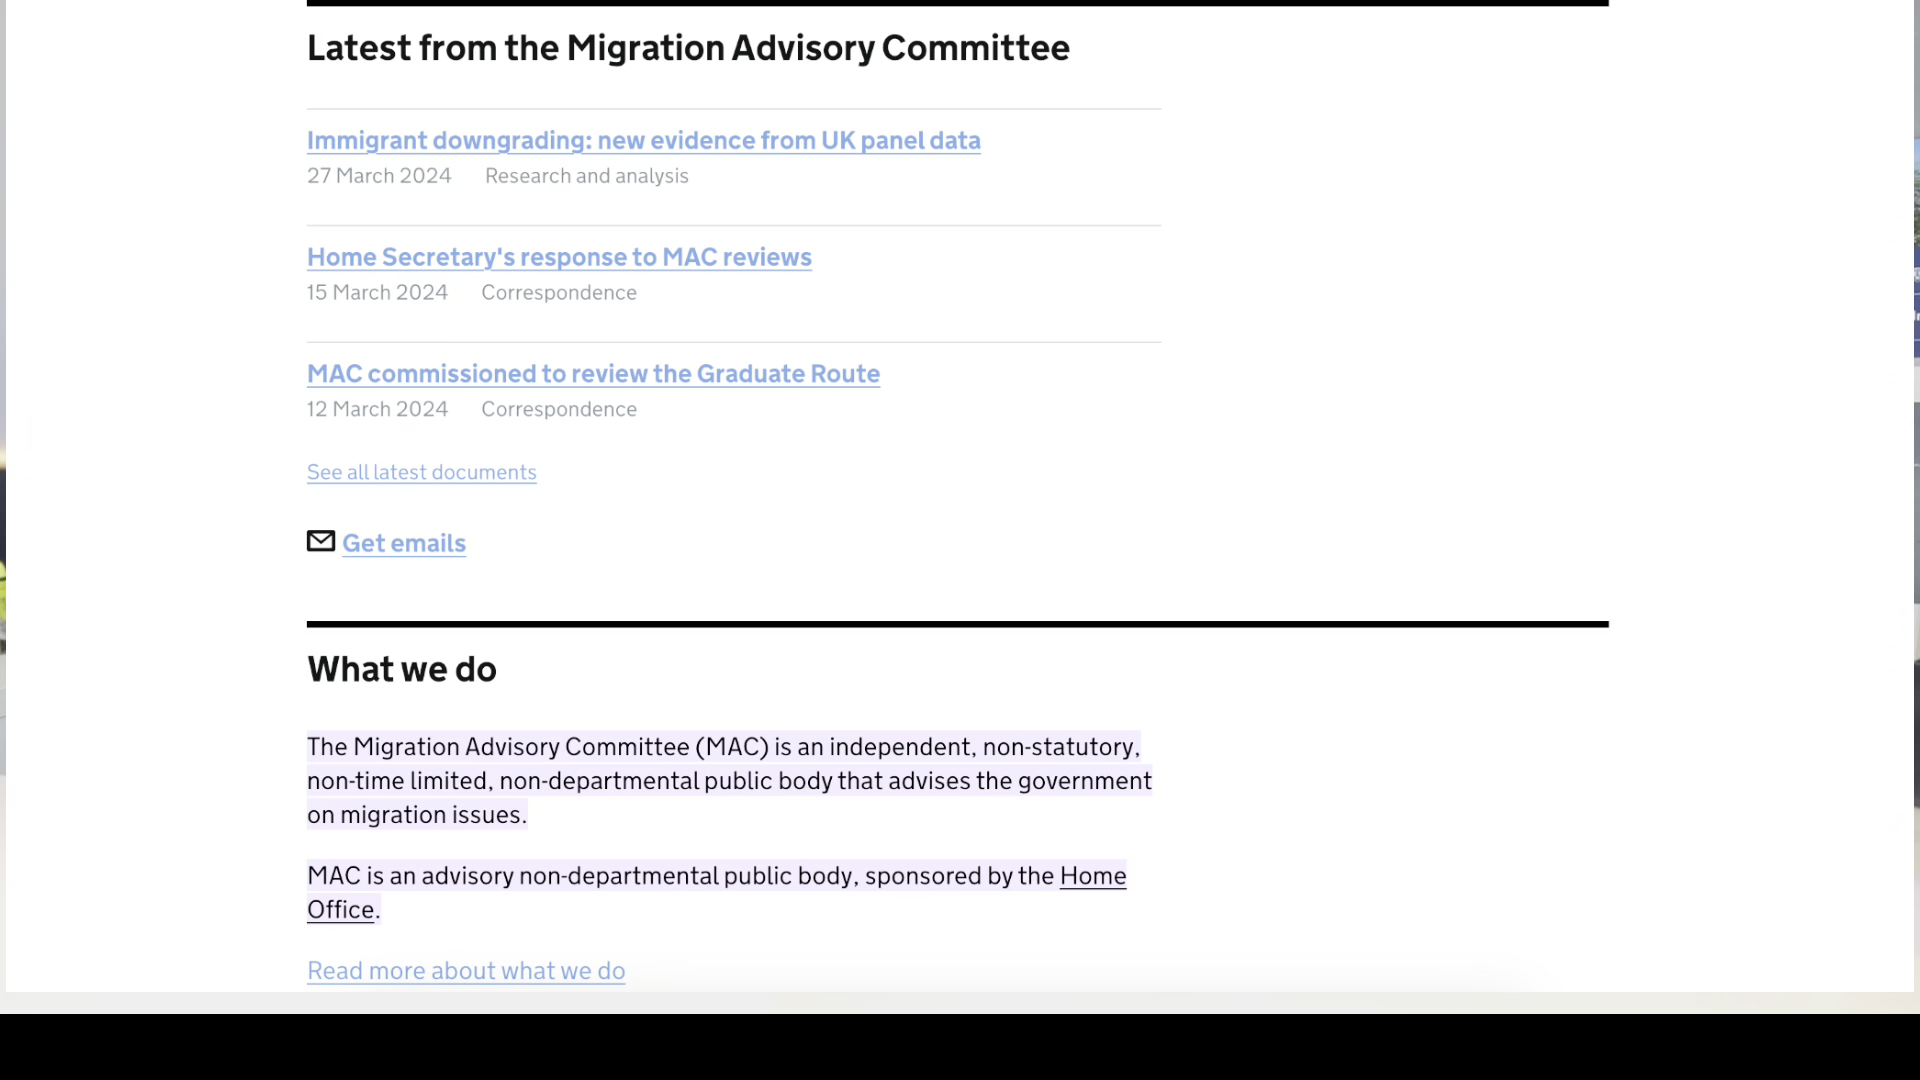 Latest from the Migration Advisory Committee
Immigrant downgrading: new evidence from UK panel data
27 March 2024 Research and analysis
Home Secretary's response to MAC reviews
15 March 2024 Correspondence
MAC commissioned to review the Graduate Route
12 March 2024 Correspondence
See all latest documents
Get emails
What we do
The Migration Advisory Committee (MAC) is an independent, non-statutory,
non-time limited, non-departmental public body that advises the government
on migration issues.
MAC is an advisory non-departmental public body, sponsored by the Home
Office.
Read more about what we do